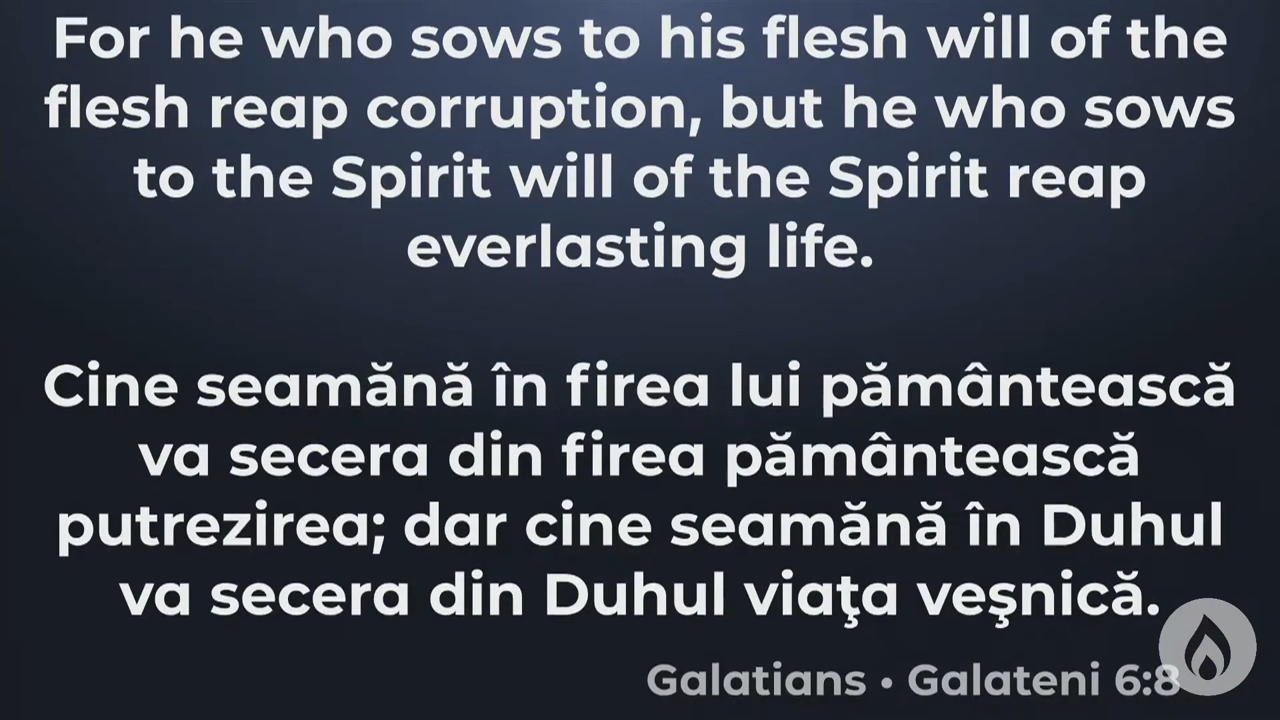 For he who sows to his flesh will of the
flesh reap corruption, but he who sows
to the Spirit will of the Spirit reap
everlasting life.
Cine seamănă în firea lui pământească
va secera din firea pământească
putrezirea; dar cine seamănă în Duhul
va secera din Duhul viaţa veşnică.
Galatians • Galateni 6:8